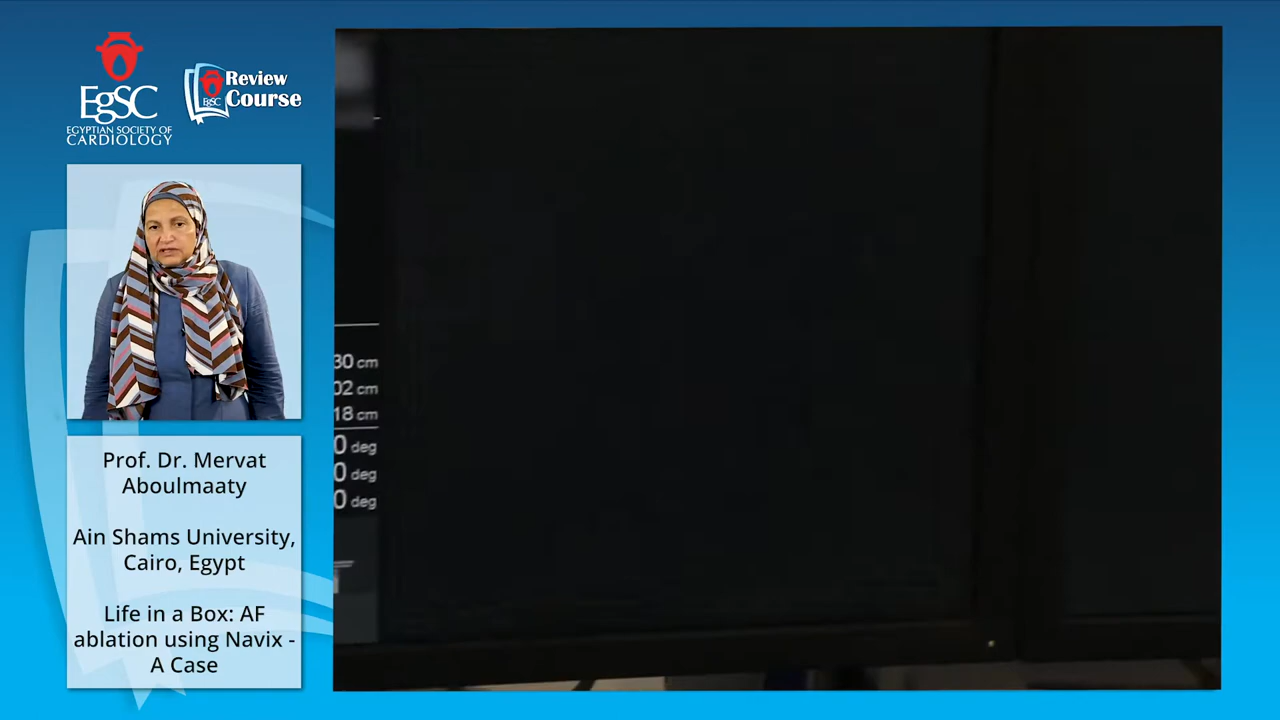 EgSC
EGYPTIAN SOCIETY OF
CARDIOLOGY
EgSC
Review
Course
Prof. Dr. Mervat
Aboulmaaty
Ain Shams University,
Cairo, Egypt
Life in a Box: AF
ablation using Navix -
A Case
30 cm
02 cm
18 cm
0 deg
0 deg
0 deg